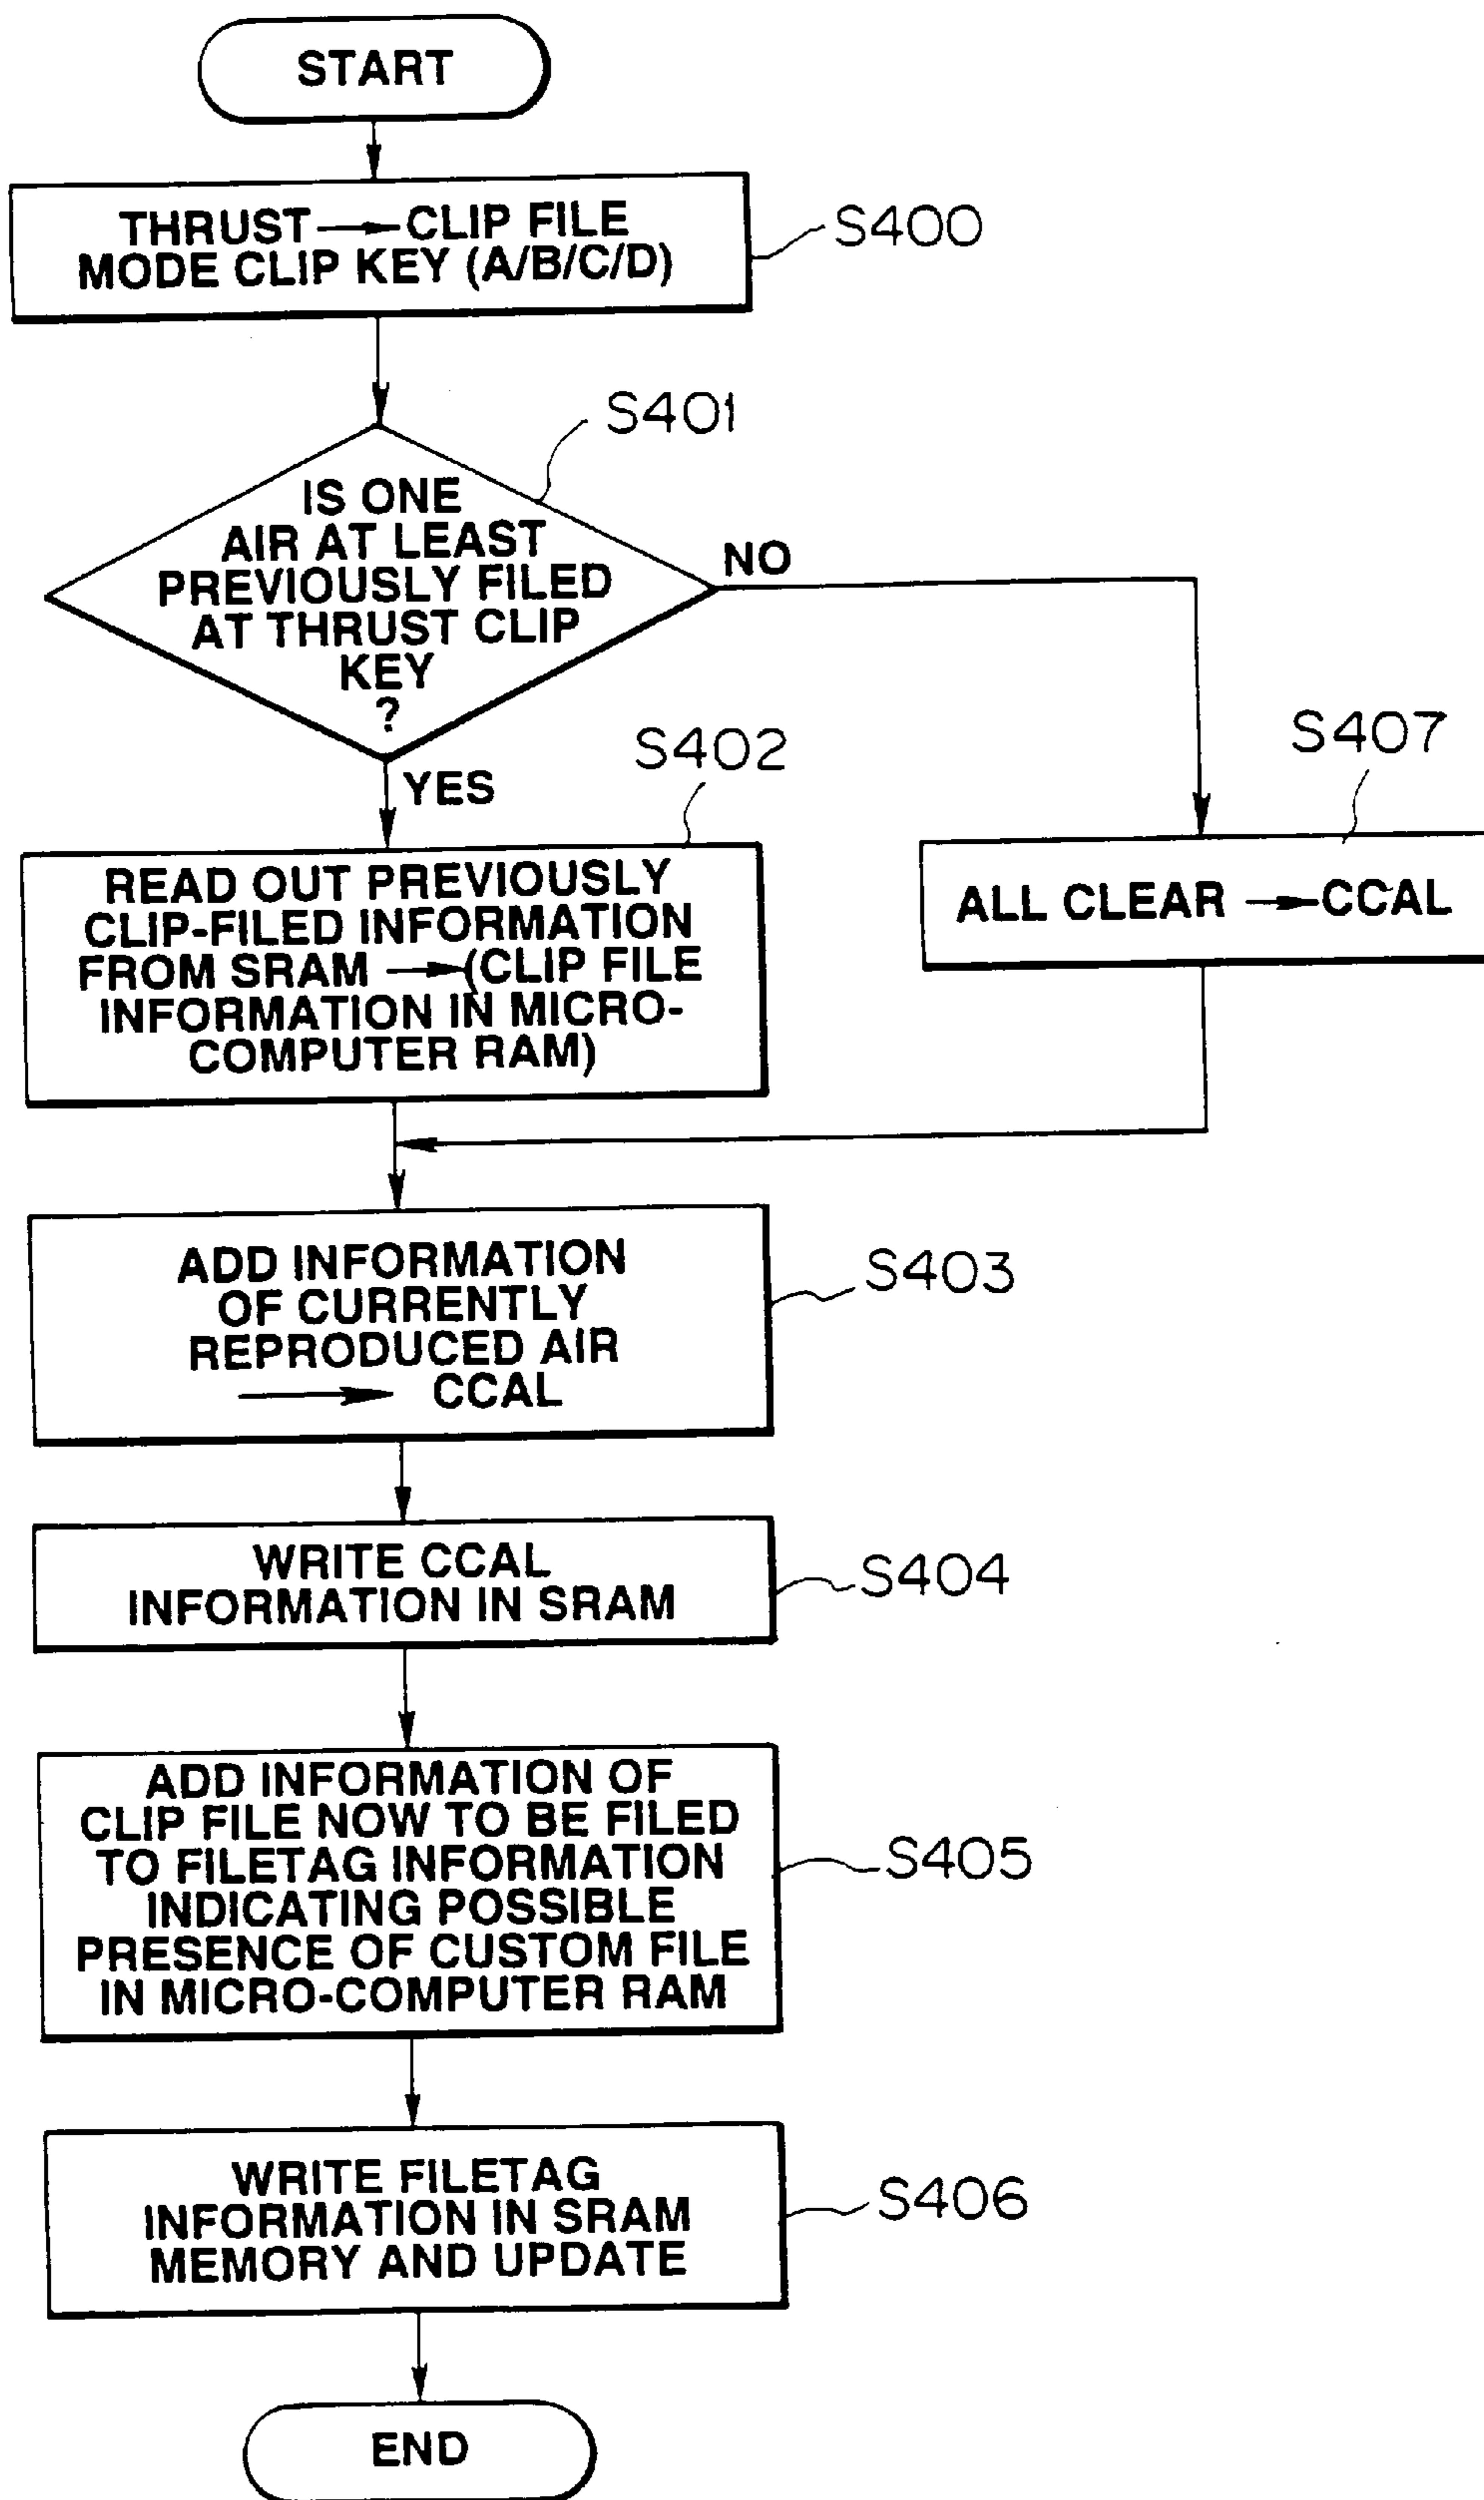 START
THRUST → CLIP FILE
MODE CLIP KEY (A/B/C/D)
S400
S401
IS ONE
AIR AT LEAST
PREVIOUSLY FILED
AT THRUST CLIP
KEY
?
NO
YES
S402
READ OUT PREVIOUSLY
CLIP-FILED INFORMATION
FROM SRAM → (CLIP FILE
INFORMATION IN MICRO-
COMPUTER RAM)
S407
ALL CLEAR → CCAL
ADD INFORMATION
OF CURRENTLY
REPRODUCED AIR
→ CCAL
S403
WRITE CCAL
INFORMATION IN SRAM
S404
ADD INFORMATION OF
CLIP FILE NOW TO BE FILED
TO FILETAG INFORMATION
INDICATING POSSIBLE
PRESENCE OF CUSTOM FILE
IN MICRO-COMPUTER RAM
S405
WRITE FILETAG
INFORMATION IN SRAM
MEMORY AND UPDATE
S406
END